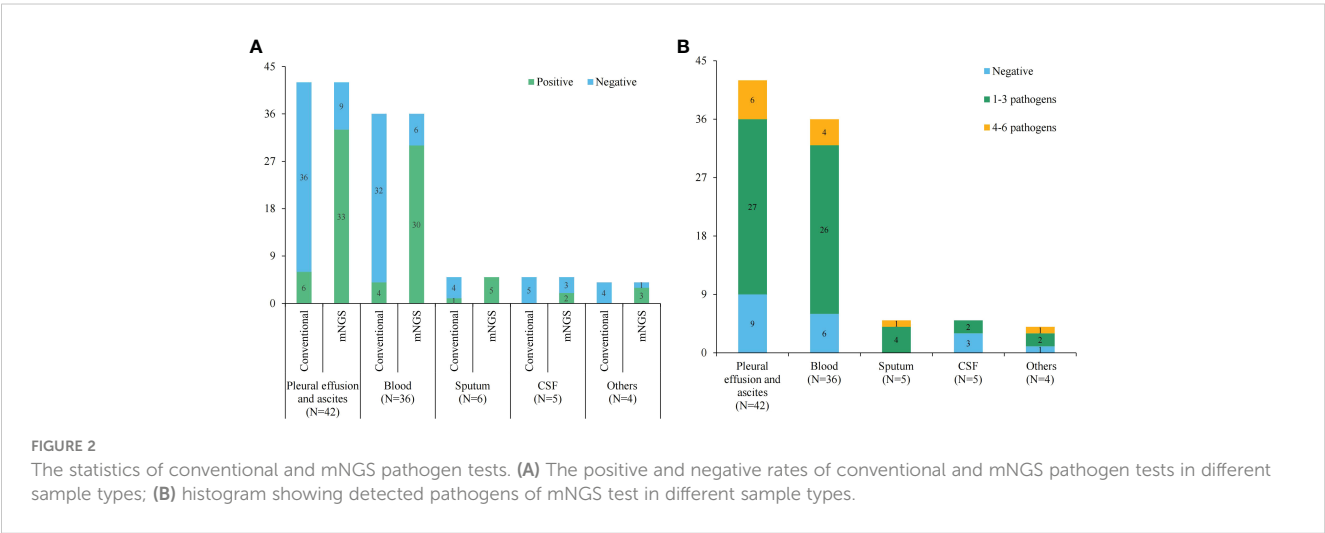 A
45
36
27
18
9
0
Positive
Negative
36
6
9
33
32
4
6
30
4
1
5
5
3
2
4
1
3
Conventional
mNGS
Conventional
mNGS
Conventional
mNGS
Conventional
mNGS
Conventional
mNGS
Pleural effusion
and ascites
(N=42)
Blood
(N=36)
Sputum
(N=6)
CSF
(N=5)
Others
(N=4)
B
45
36
27
18
9
0
Negative
1-3 pathogens
4-6 pathogens
6
27
9
4
26
6
1
4
2
3
1
2
1
Pleural
effusion and
ascites
(N=42)
Blood
(N=36)
Sputum
(N=5)
CSF
(N=5)
Others
(N=4)
FIGURE 2
The statistics of conventional and mNGS pathogen tests. (A) The positive and negative rates of conventional and mNGS pathogen tests in different
sample types; (B) histogram showing detected pathogens of mNGS test in different sample types.